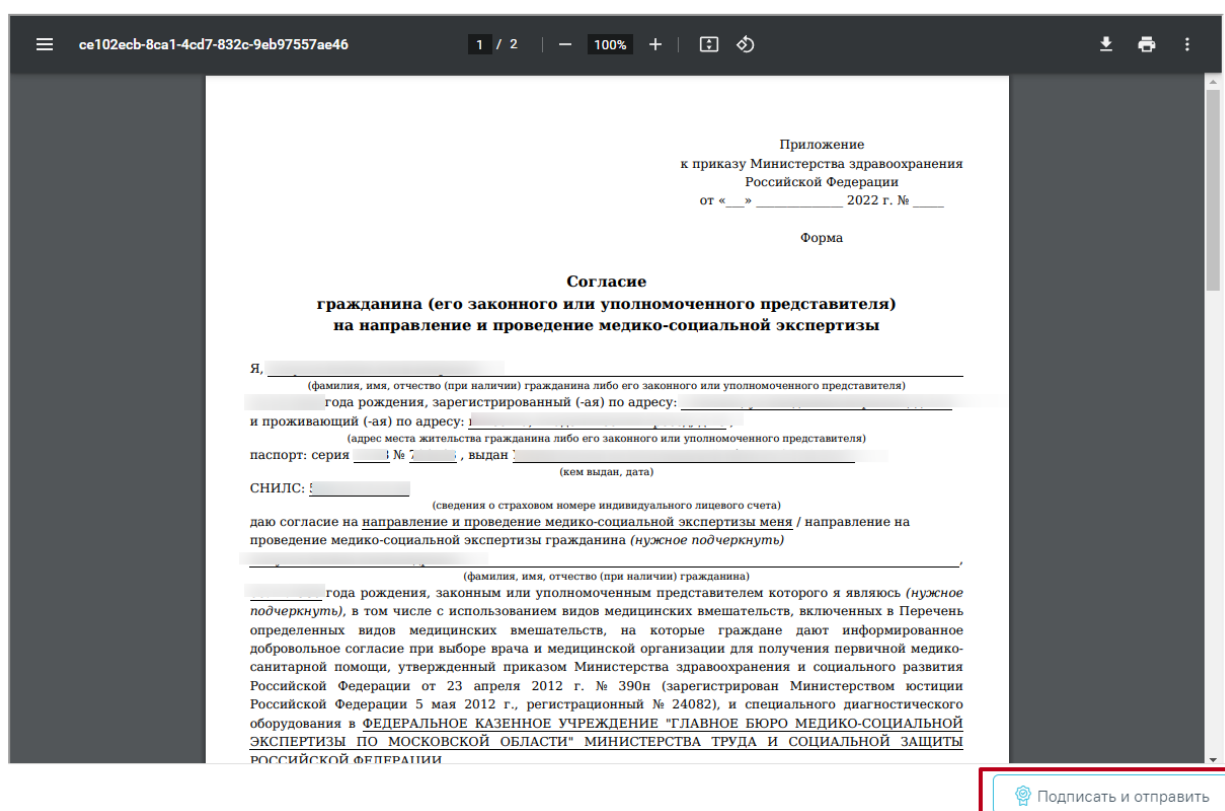 ce102ecb-8ca1-4cd7-832c-9eb97557ae46 1 / 2 100%
Приложение
к приказу Министерства здравоохранения
Российской Федерации
от «___» ______________ 2022 г. № _____
Форма
Согласие
гражданина (его законного или уполномоченного представителя)
на направление и проведение медико-социальной экспертизы
Я,
(фамилия, имя, отчество (при наличии) гражданина либо его законного или уполномоченного представителя)
года рождения, зарегистрированный (-ая) по адресу:
и проживающий (-ая) по адресу:
(адрес места жительства гражданина либо его законного или уполномоченного представителя)
паспорт: серия № , выдан
(кем выдан, дата)
СНИЛС:
(сведения о страховом номере индивидуального лицевого счета)
даю согласие на направление и проведение медико-социальной экспертизы меня / направление на
проведение медико-социальной экспертизы гражданина (нужное подчеркнуть)
,
(фамилия, имя, отчество (при наличии) гражданина)
года рождения, законным или уполномоченным представителем которого я являюсь (нужное
подчеркнуть), в том числе с использованием видов медицинских вмешательств, включенных в Перечень
определенных видов медицинских вмешательств, на которые граждане дают информированное
добровольное согласие при выборе врача и медицинской организации для получения первичной медико-
санитарной помощи, утвержденный приказом Министерства здравоохранения и социального развития
Российской Федерации от 23 апреля 2012 г. № 390н (зарегистрирован Министерством юстиции
Российской Федерации 5 мая 2012 г., регистрационный № 24082), и специального диагностического
оборудования в ФЕДЕРАЛЬНОЕ КАЗЕННОЕ УЧРЕЖДЕНИЕ "ГЛАВНОЕ БЮРО МЕДИКО-СОЦИАЛЬНОЙ
ЭКСПЕРТИЗЫ ПО МОСКОВСКОЙ ОБЛАСТИ" МИНИСТЕРСТВА ТРУДА И СОЦИАЛЬНОЙ ЗАЩИТЫ
РОССИЙСКОЙ ФЕДЕРАЦИИ
Подписать и отправить